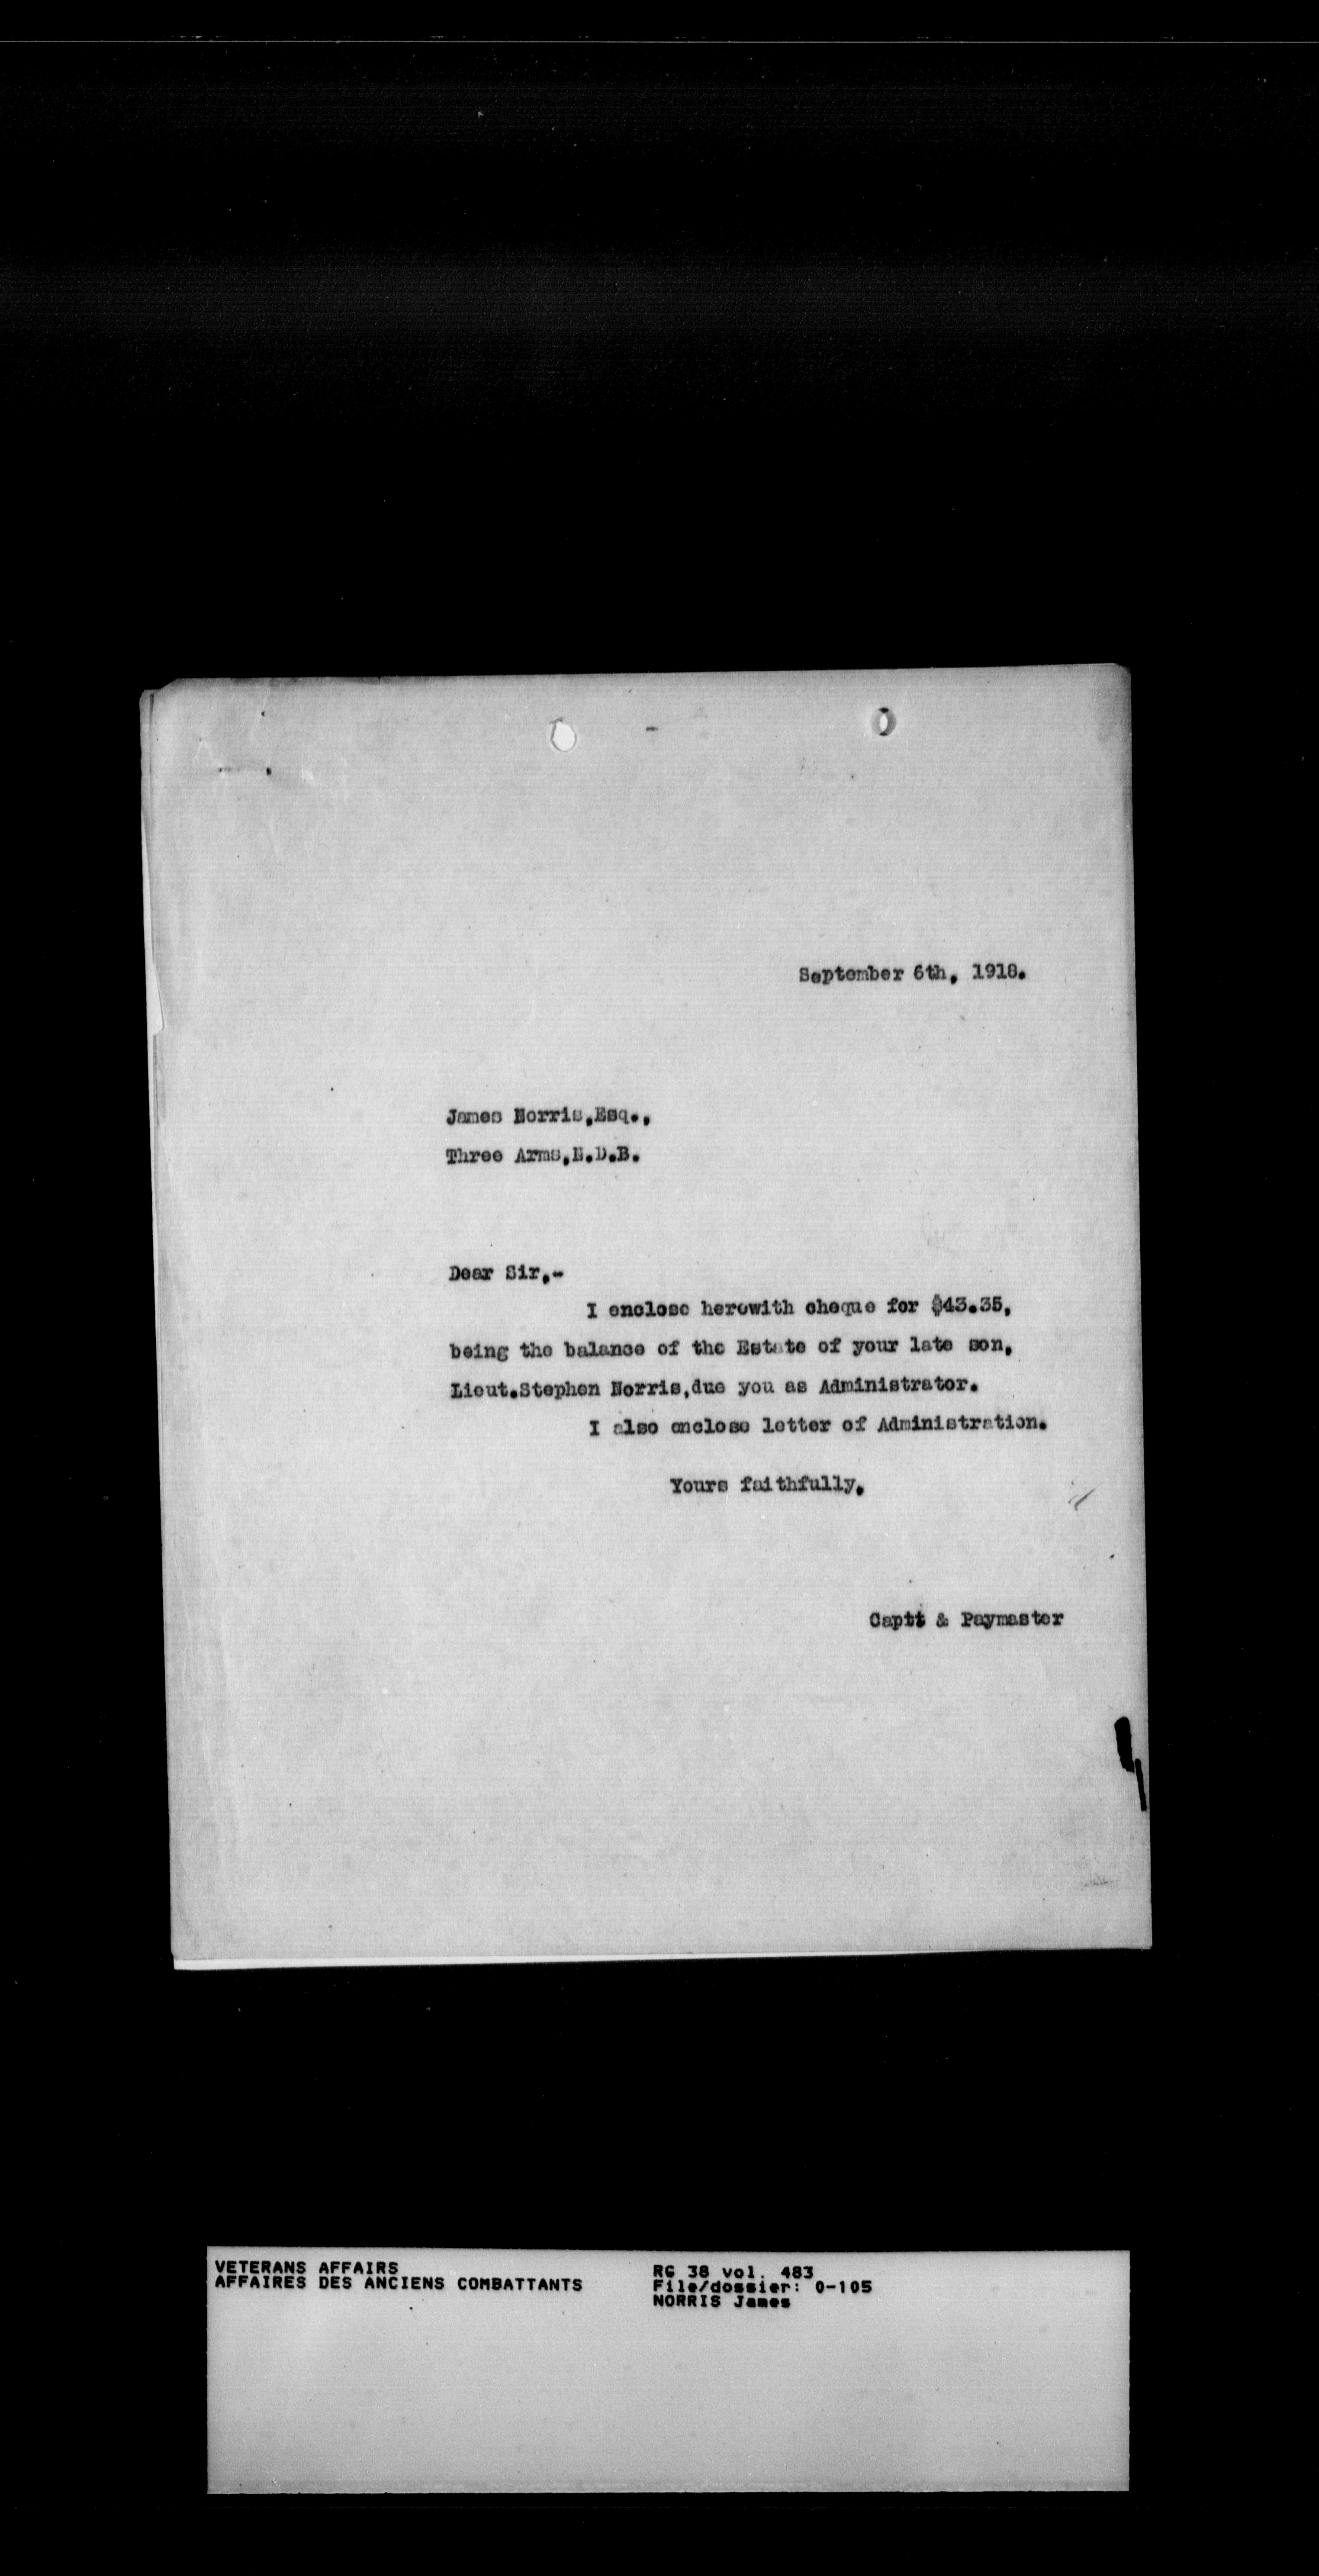 September 6th, 1918.
James Norris,Esq.,
Three Arms,N.D.B.
Dear Sir,-
I enclose herewith cheque for $43.35,
being the balance of the Estate of your late son,
Lieut.Stephen Norris,due you as Administrator.
I also enclose letter of Administration.
Yours faithfully,
Captt & Paymaster
VETERANS AFFAIRS
AFFAIRES DES ANCIENS COMBATTANTS
RG 38 vol. 483
File/dossier: 0-105
NORRIS James